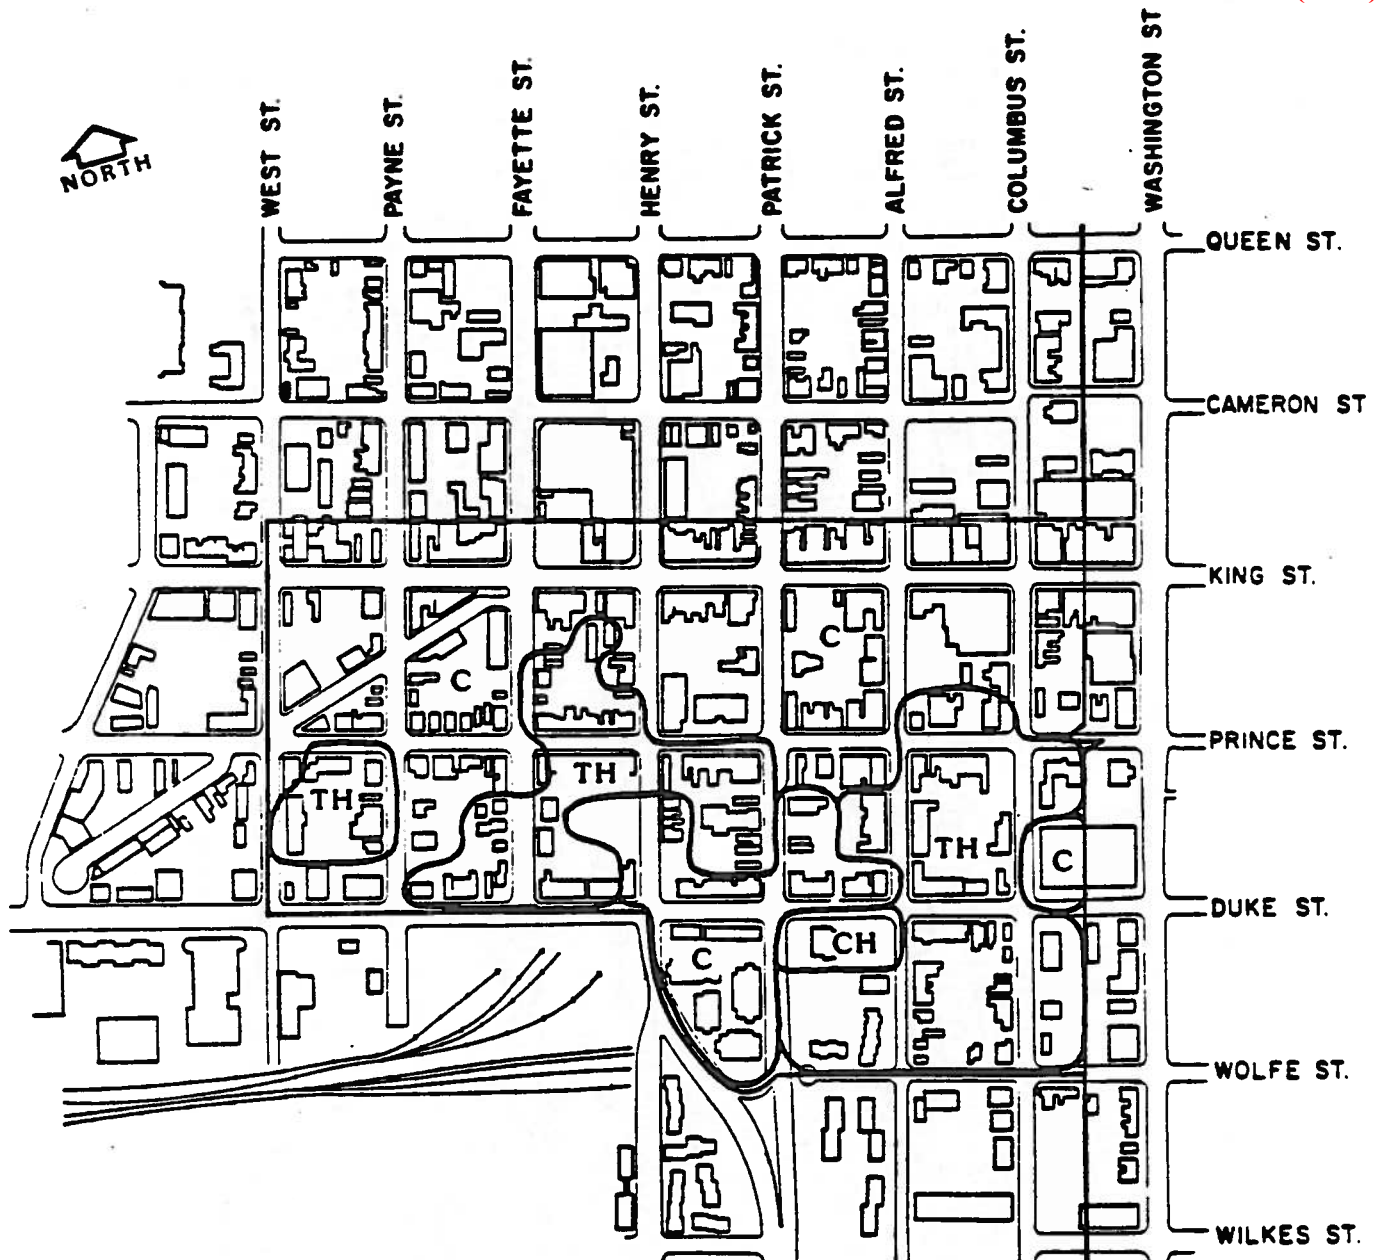 WEST ST.
PAYNE ST.
FAYETTE ST.
HENRY ST.
PATRICK ST.
ALFRED ST.
COLUMBUS ST.
WASHINGTON ST
NORTH
QUEEN ST.
CAMERON ST
KING ST.
C
C
PRINCE ST.
TH
TH
TH
C
DUKE ST.
C
CH
WOLFE ST.
WILKES ST.